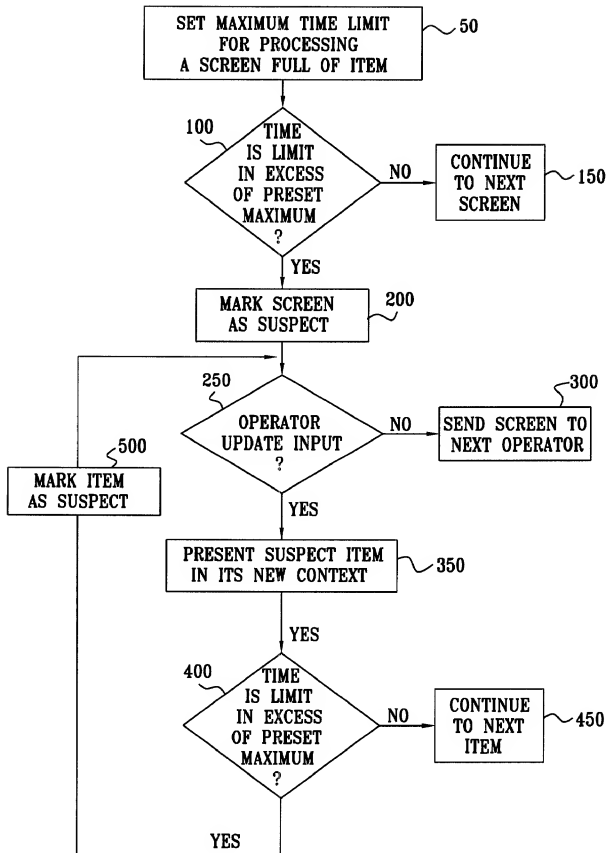 SET MAXIMUM TIME LIMIT
FOR PROCESSING
A SCREEN FULL OF ITEM
50
100
TIME
IS LIMIT
IN EXCESS
OF PRESET
MAXIMUM
?
NO
CONTINUE
TO NEXT
SCREEN
150
YES
MARK SCREEN
AS SUSPECT
200
250
OPERATOR
UPDATE INPUT
?
NO
SEND SCREEN TO
NEXT OPERATOR
300
500
MARK ITEM
AS SUSPECT
YES
PRESENT SUSPECT ITEM
IN ITS NEW CONTEXT
350
YES
400
TIME
IS LIMIT
IN EXCESS
OF PRESET
MAXIMUM
?
NO
CONTINUE
TO NEXT
ITEM
450
YES